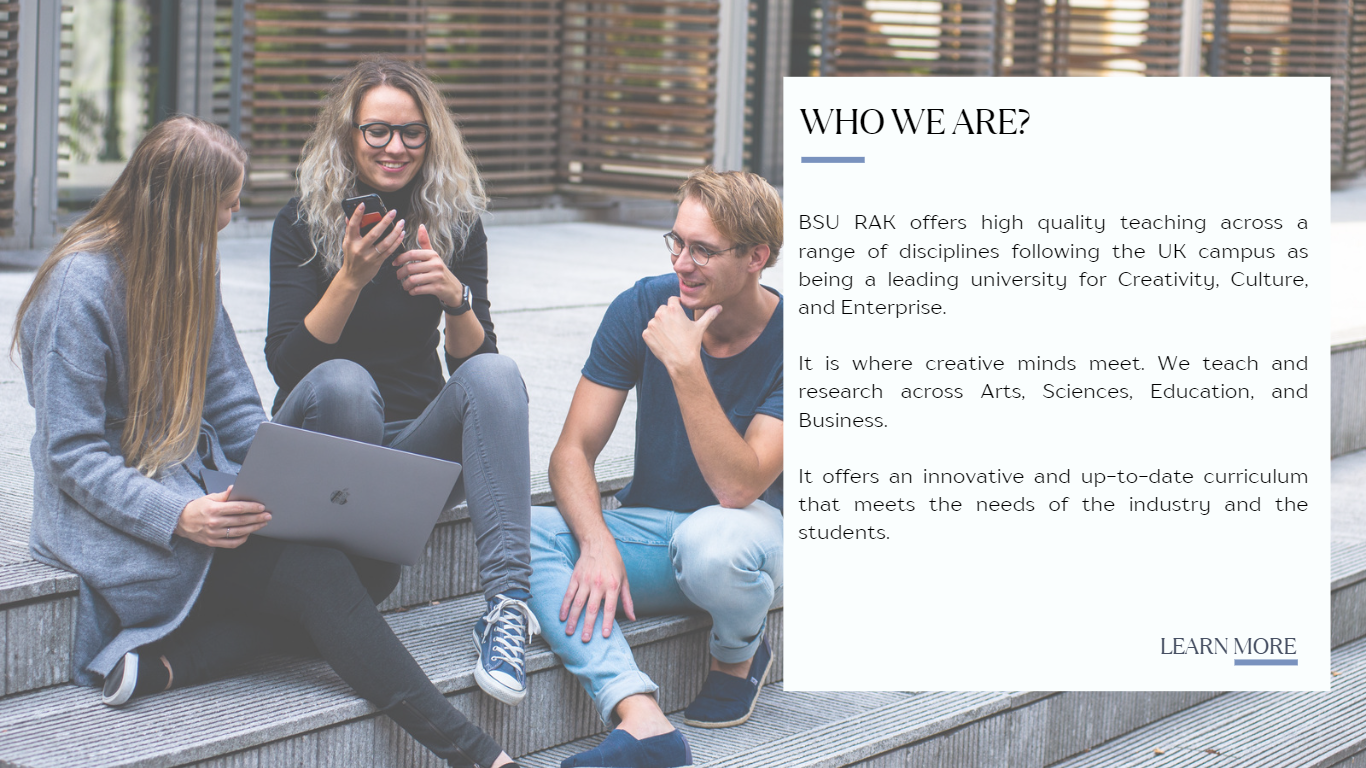 WHO WE ARE?
BSU RAK offers high quality teaching across a
range of disciplines following the UK campus as
being a leading university for Creativity, Culture,
and Enterprise.
It is where creative minds meet. We teach and
research across Arts, Sciences, Education, and
Business.
It offers an innovative and up-to-date curriculum
that meets the needs of the industry and the
students.
LEARN MORE